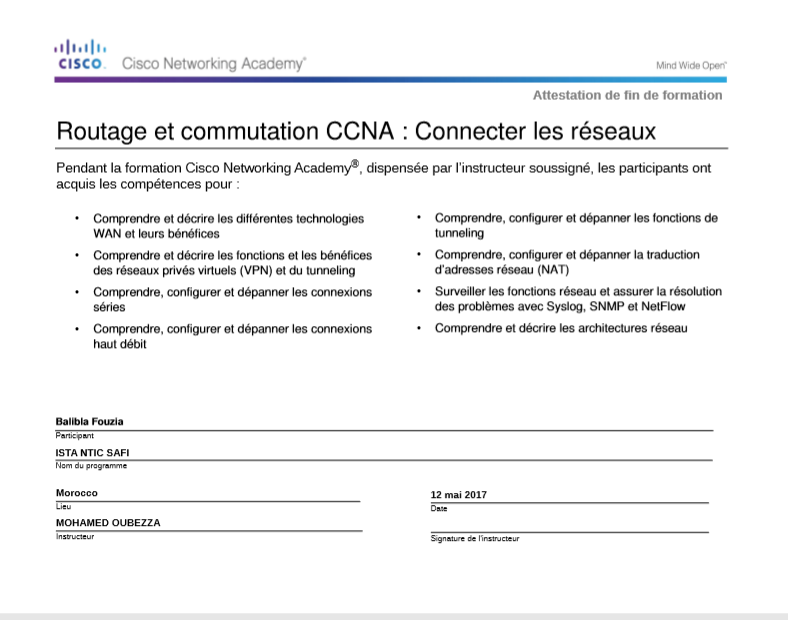 CISCO. Cisco Networking Academy®
Mind Wide Open®
Attestation de fin de formation
Routage et commutation CCNA : Connecter les réseaux
Pendant la formation Cisco Networking Academy®, dispensée par l'instructeur soussigné, les participants ont
acquis les compétences pour :
• Comprendre et décrire les différentes technologies
WAN et leurs bénéfices
• Comprendre et décrire les fonctions et les bénéfices
des réseaux privés virtuels (VPN) et du tunneling
• Comprendre, configurer et dépanner les connexions
séries
• Comprendre, configurer et dépanner les connexions
haut débit
• Comprendre, configurer et dépanner les fonctions de
tunneling
• Comprendre, configurer et dépanner la traduction
d'adresses réseau (NAT)
• Surveiller les fonctions réseau et assurer la résolution
des problèmes avec Syslog, SNMP et NetFlow
• Comprendre et décrire les architectures réseau
Balibla Fouzia
Participant
ISTA NTIC SAFI
Nom du programme
Morocco
Lieu
12 mai 2017
Date
MOHAMED OUBEZZA
Instructeur
Signature de l'instructeur